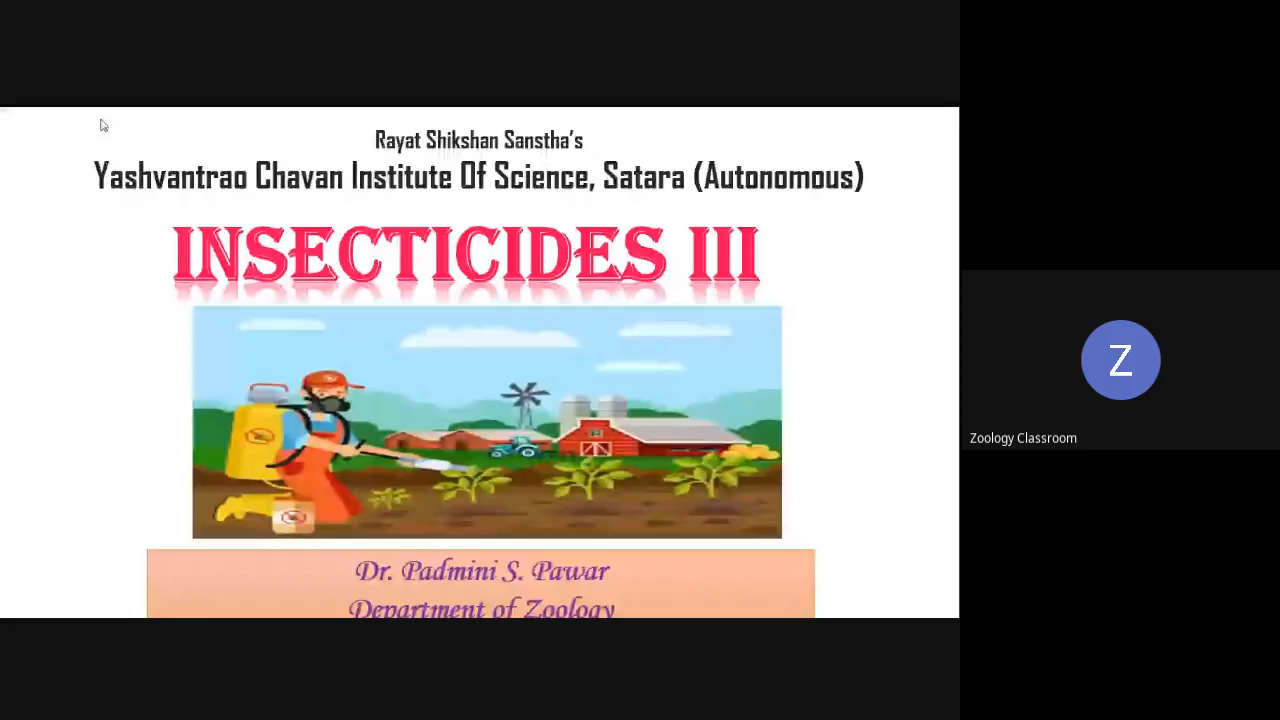 Rayat Shikshan Sanstha's
Yashvantrao Chavan Institute Of Science, Satara (Autonomous)
INSECTICIDES III
Dr. Padmini S. Pawar
Department of Zoology
Z
Zoology Classroom